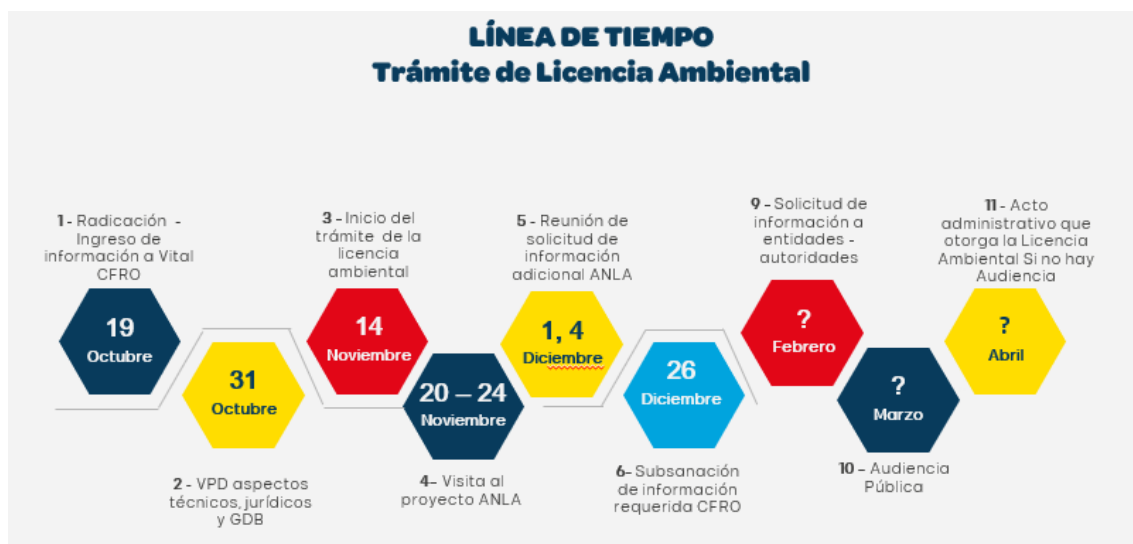 LÍNEA DE TIEMPO
Trámite de Licencia Ambiental
1 - Radicación -
Ingreso de
información a Vital
CFRO
19
Octubre
31
Octubre
2 - VPD aspectos
técnicos, jurídicos
y GDB
3 - Inicio del
trámite de la
licencia
ambiental
14
Noviembre
20 – 24
Noviembre
4– Visita al
proyecto ANLA
5 - Reunión de
solicitud de
información
adicional ANLA
1, 4
Diciembre
26
Diciembre
6– Subsanación
de información
requerida CFRO
9 - Solicitud de
información a
entidades -
autoridades
?
Febrero
?
Marzo
10 – Audiencia
Pública
11 - Acto
administrativo que
otorga la Licencia
Ambiental Si no hay
Audiencia
?
Abril